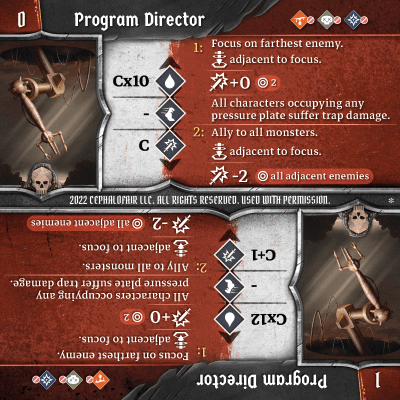 0
Program Director
1: Focus on farthest enemy.
adjacent to focus.
Cx10
+0 2
-
All characters occupying any
pressure plate suffer trap damage.
2: Ally to all monsters.
C
adjacent to focus.
-2 all adjacent enemies
2022 CEPHALOFAIR LLC. ALL RIGHTS RESERVED. USED WITH PERMISSION.
1
Program Director
1: Focus on farthest enemy.
adjacent to focus.
Cx12
+0 2
-
All characters occupying any
pressure plate suffer trap damage.
2: Ally to all monsters.
C+1
adjacent to focus.
-2 all adjacent enemies